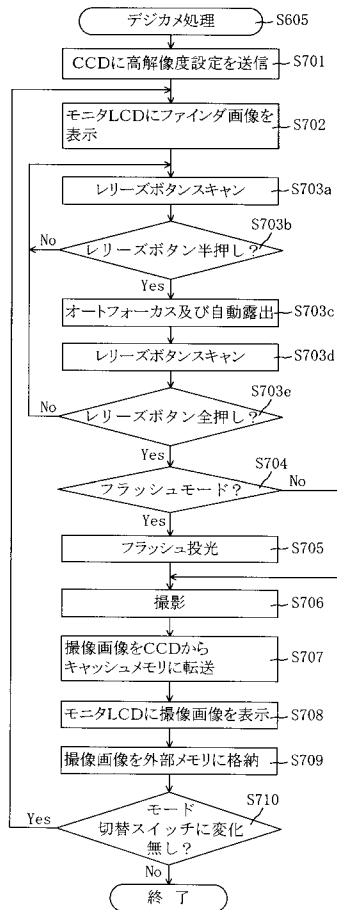 デジカメ処理
S605
CCDに高解像度設定を送信
S701
モニタLCDにファインダ画像を
表示
S702
レリーズボタンスキャン
S703a
レリーズボタン半押し？
S703b
No
Yes
オートフォーカス及び自動露出
S703c
レリーズボタンスキャン
S703d
レリーズボタン全押し？
S703e
No
Yes
フラッシュモード？
S704
No
Yes
フラッシュ投光
S705
撮影
S706
撮像画像をCCDから
キャッシュメモリに転送
S707
モニタLCDに撮像画像を表示
S708
撮像画像を外部メモリに格納
S709
モード
切替スイッチに変化
無し？
S710
Yes
No
終 了